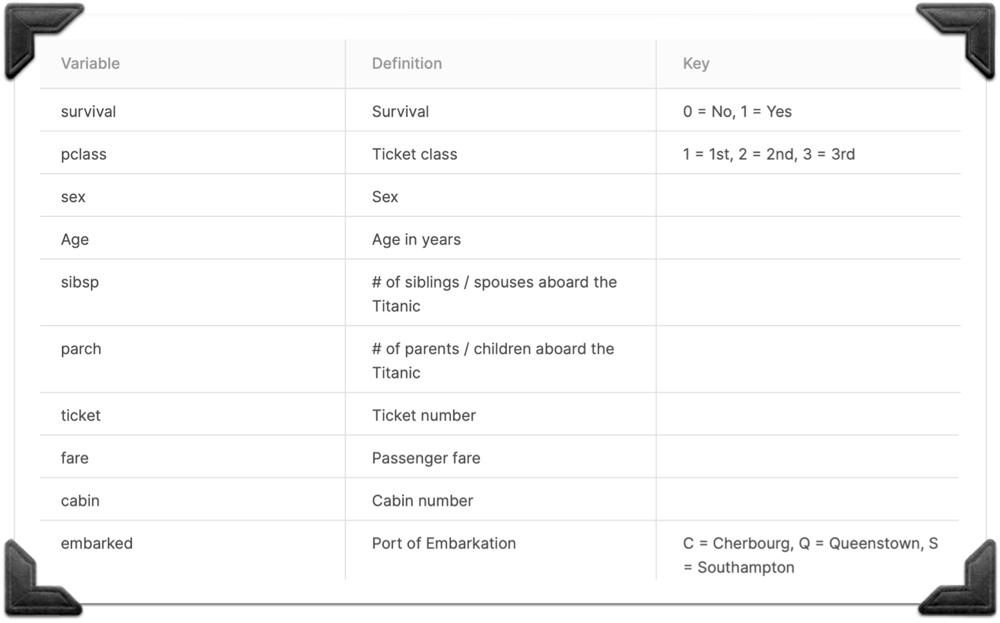 Variable Definition Key
survival Survival 0 = No, 1 = Yes
pclass Ticket class 1 = 1st, 2 = 2nd, 3 = 3rd
sex Sex
Age Age in years
sibsp # of siblings / spouses aboard the
Titanic
parch # of parents / children aboard the
Titanic
ticket Ticket number
fare Passenger fare
cabin Cabin number
embarked Port of Embarkation C = Cherbourg, Q = Queenstown, S
= Southampton